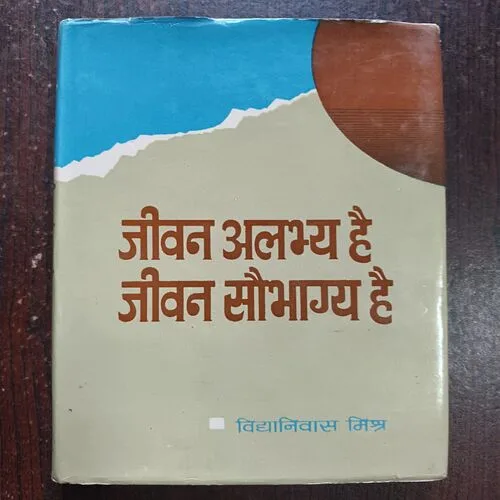 जीवन अलभ्य है
जीवन सौभाग्य है
विद्यानिवास मिश्र